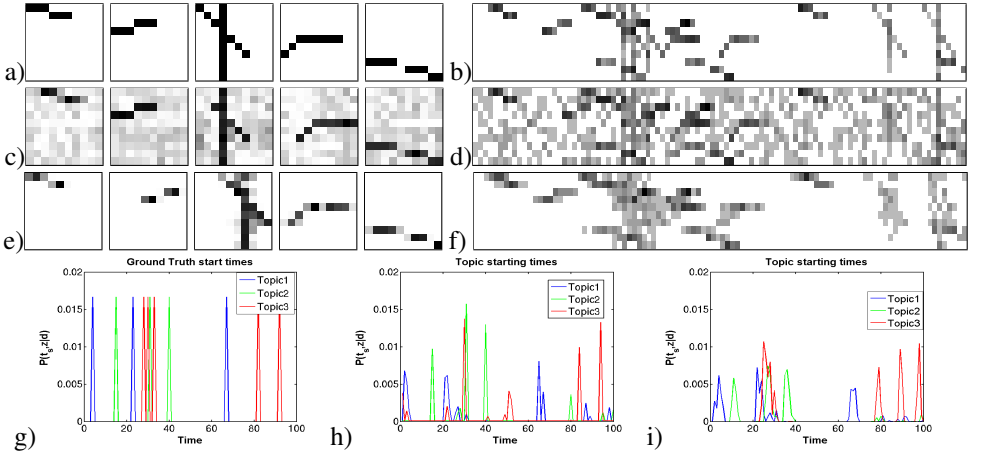 a)
b)
c)
d)
e)
f)
Ground Truth start times
Topic starting times
Topic starting times
0.02
0.015
0.01
0.005
0
P(t_s,z|d)
Topic1
Topic2
Topic3
0 20 40 60 80 100
Time
g)
0.02
0.015
0.01
0.005
0
P(t_s,z|d)
Topic1
Topic2
Topic3
0 20 40 60 80 100
Time
h)
0.02
0.015
0.01
0.005
0
P(t_s,z|d)
Topic1
Topic2
Topic3
0 20 40 60 80 100
Time
i)